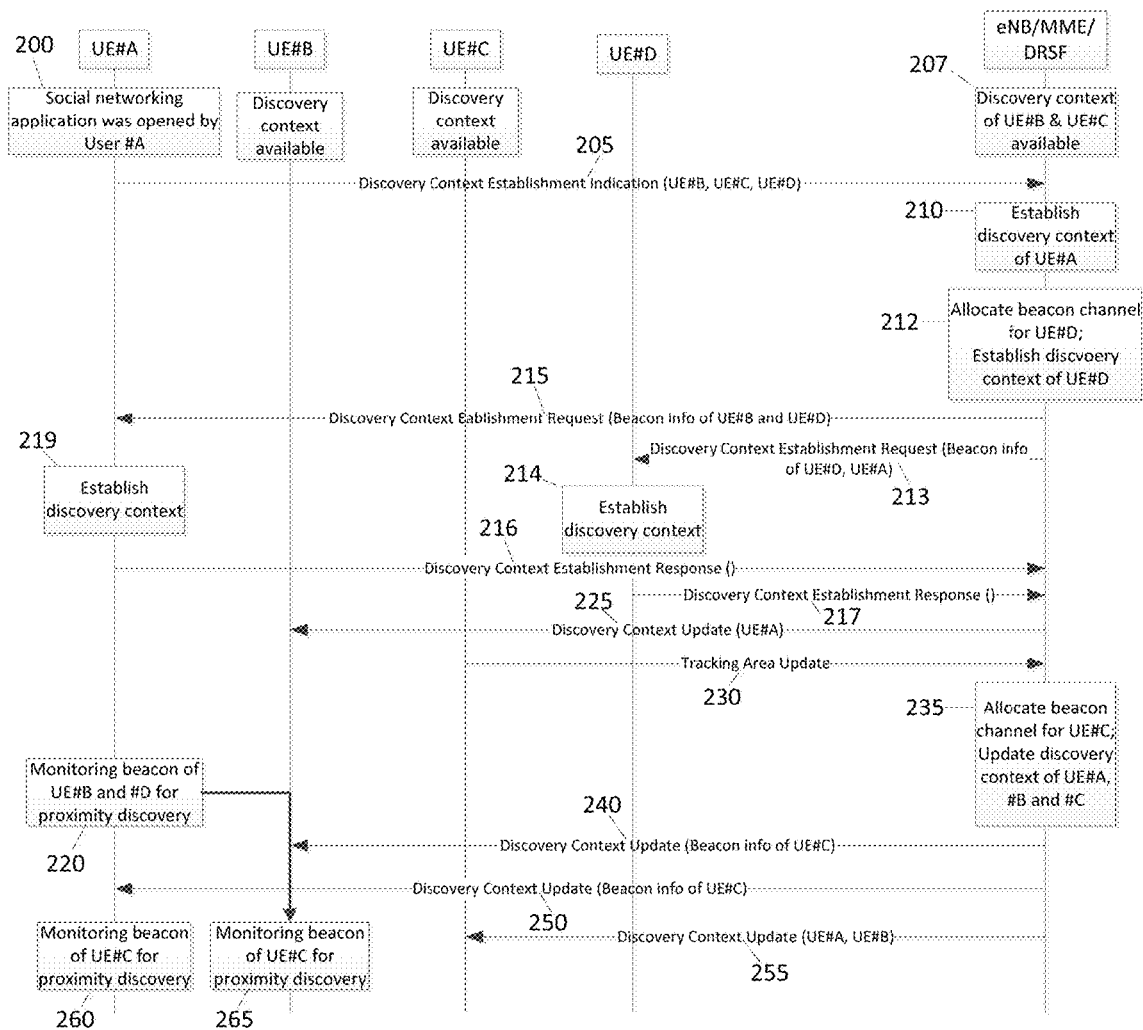 200
UE#A
UE#B
UE#C
UE#D
eNB/MME/
DRSF
207
Social networking
application was opened by
User #A
Discovery
context
available
Discovery
context
available
Discovery context
of UE#B & UE#C
available
205
Discovery Context Establishment Indication (UE#B, UE#C, UE#D)
210
Establish
discovery context
of UE#A
212
Allocate beacon channel
for UE#D;
Establish discvoery
context of UE#D
215
Discovery Context Eablishment Request (Beacon info of UE#B and UE#D)
219
Discovery Context Establishment Request (Beacon info
of UE#D, UE#A)
213
214
Establish
discovery context
Establish
discovery context
216
Discovery Context Establishment Response ()
Discovery Context Establishment Response ()
217
225
Discovery Context Update (UE#A)
Tracking Area Update
230
235
Allocate beacon
channel for UE#C;
Update discovery
context of UE#A,
#B and #C
Monitoring beacon of
UE#B and #D for
proximity discovery
220
240
Discovery Context Update (Beacon info of UE#C)
Discovery Context Update (Beacon info of UE#C)
250
Discovery Context Update (UE#A, UE#B)
255
Monitoring beacon
of UE#C for
proximity discovery
260
Monitoring beacon
of UE#C for
proximity discovery
265